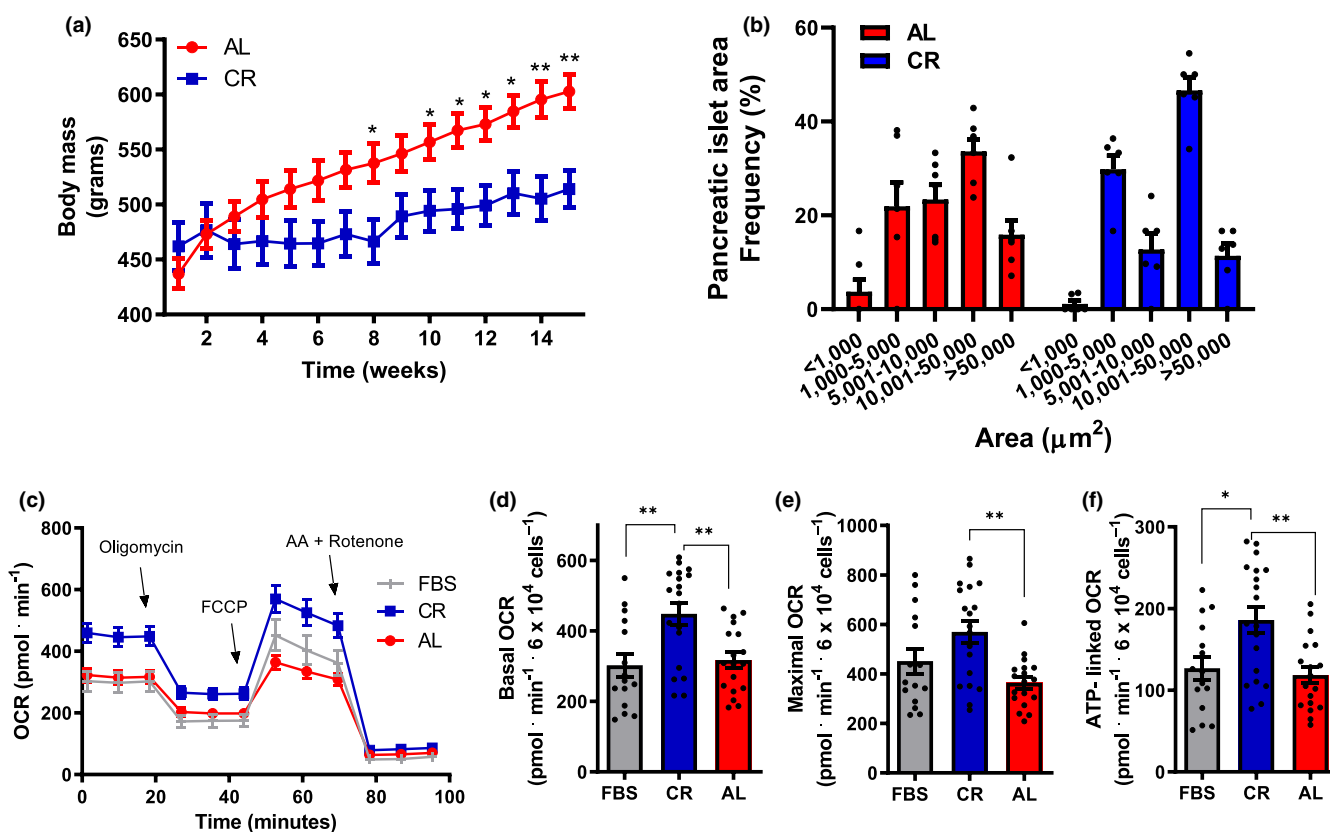 (a)
AL
CR
Body mass
(grams)
650
600
550
500
450
400
* * * * * ** **
2 4 6 8 10 12 14
Time (weeks)
(b)
AL
CR
Pancreatic islet area
Frequency (%)
60
40
20
0
<1,000
1,000-5,000
5,001-10,000
10,001-50,000
>50,000
<1,000
1,000-5,000
5,001-10,000
10,001-50,000
>50,000
Area (μm²)
(c)
OCR (pmol · min⁻¹)
800
600
400
200
0
Oligomycin
FCCP
AA + Rotenone
FBS
CR
AL
0 20 40 60 80 100
Time (minutes)
(d)
Basal OCR
(pmol · min⁻¹ · 6 x 10⁴ cells⁻¹)
600
400
200
0
** **
FBS CR AL
(e)
Maximal OCR
(pmol · min⁻¹ · 6 x 10⁴ cells⁻¹)
1000
800
600
400
200
0
**
FBS CR AL
(f)
ATP- linked OCR
(pmol · min⁻¹ · 6 x 10⁴ cells⁻¹)
300
200
100
0
* **
FBS CR AL